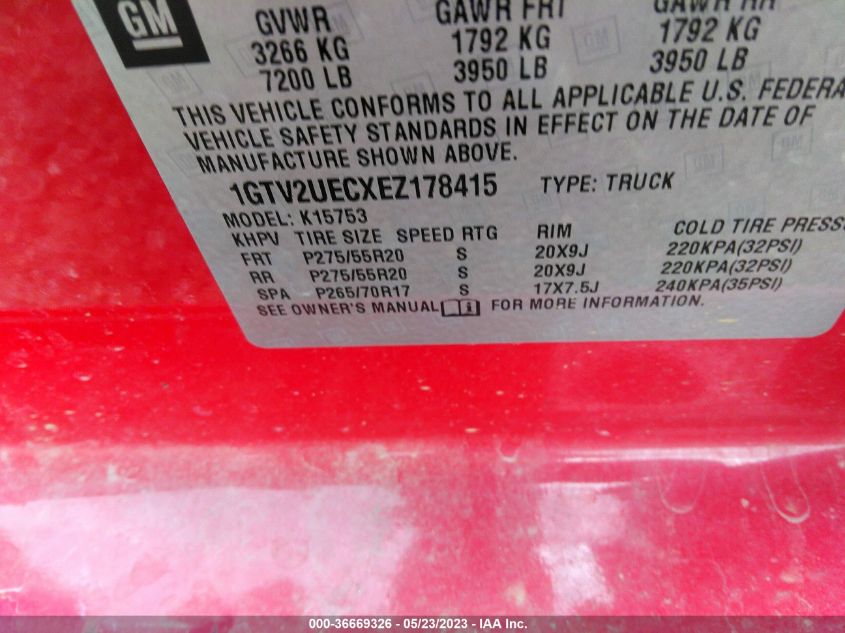 GM
GVWR GAWR FRT GAWR RR
3266 KG 1792 KG 1792 KG
7200 LB 3950 LB 3950 LB
THIS VEHICLE CONFORMS TO ALL APPLICABLE U.S. FEDERA
VEHICLE SAFETY STANDARDS IN EFFECT ON THE DATE OF
MANUFACTURE SHOWN ABOVE.
1GTV2UECXEZ178415 TYPE: TRUCK
MODEL: K15753
KHPV TIRE SIZE SPEED RTG RIM COLD TIRE PRESS
FRT P275/55R20 S 20X9J 220KPA(32PSI)
RR P275/55R20 S 20X9J 220KPA(32PSI)
SPA P265/70R17 S 17X7.5J 240KPA(35PSI)
SEE OWNER'S MANUAL FOR MORE INFORMATION.
000-36669326 - 05/23/2023 - IAA Inc.